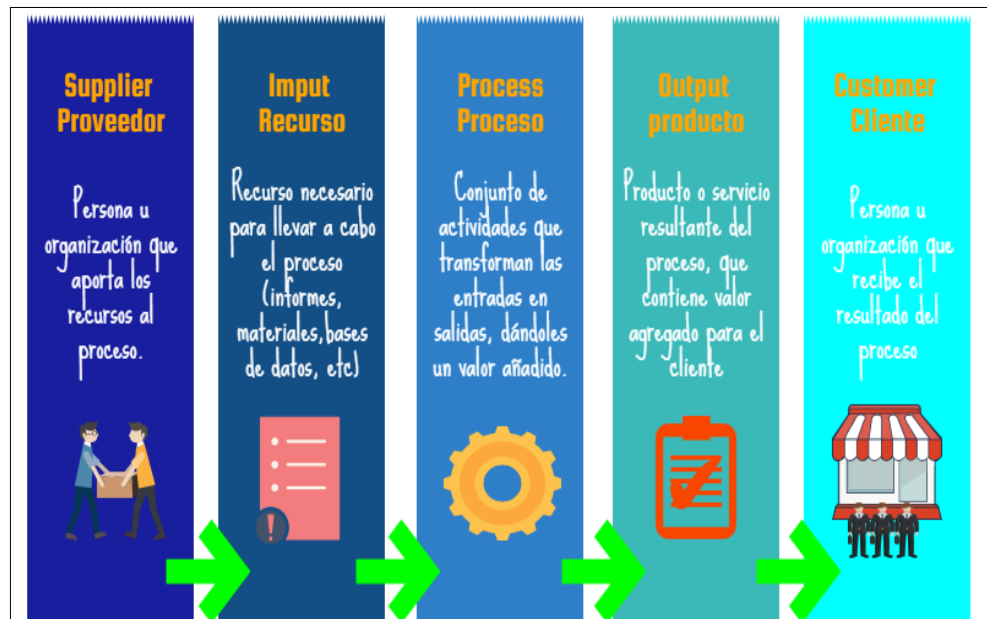 Supplier
Proveedor
Persona u
organización que
aporta los
recursos al
proceso.
Imput
Recurso
Recurso necesario
para llevar a cabo
el proceso
(informes,
materiales,bases
de datos, etc)
Process
Proceso
Conjunto de
actividades que
transforman las
entradas en
salidas, dándoles
un valor añadido.
Output
producto
Producto o servicio
resultante del
proceso, que
contiene valor
agregado para el
cliente
Customer
Cliente
Persona u
organización que
recibe el
resultado del
proceso